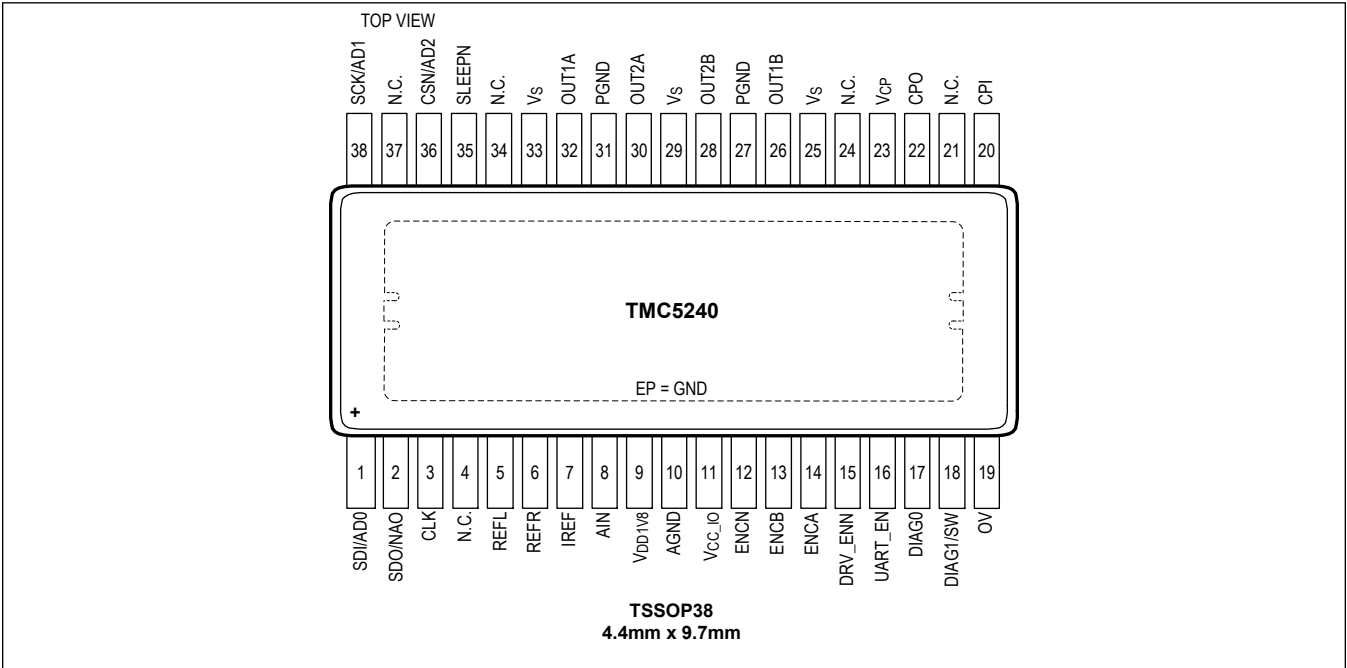 TOP VIEW
SCK/AD1
N.C.
CSN/AD2
SLEEPN
N.C.
VS
OUT1A
PGND
OUT2A
VS
OUT2B
PGND
OUT1B
VS
N.C.
VCP
CPO
N.C.
CPI
38 37 36 35 34 33 32 31 30 29 28 27 26 25 24 23 22 21 20
TMC5240
EP = GND
+
1 2 3 4 5 6 7 8 9 10 11 12 13 14 15 16 17 18 19
SDI/AD0
SDO/NAO
CLK
N.C.
REFL
REFR
IREF
AIN
VDD1V8
AGND
VCC_IO
ENCN
ENCB
ENCA
DRV_ENN
UART_EN
DIAG0
DIAG1/SW
OV
TSSOP38
4.4mm x 9.7mm